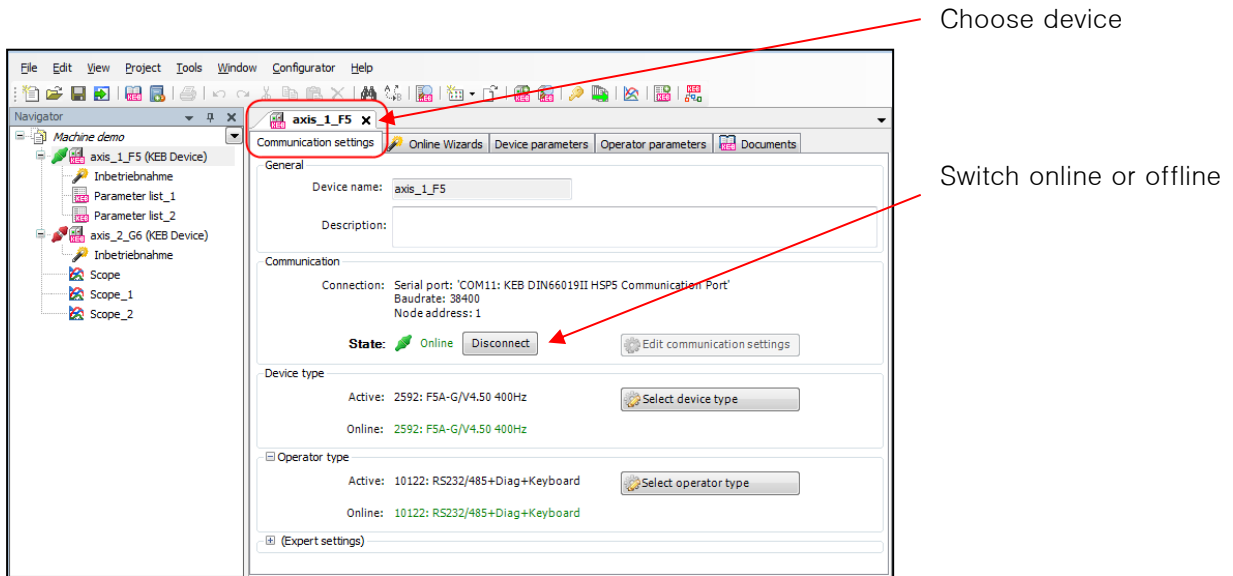 Choose device
File Edit View Project Tools Window Configurator Help
Navigator
axis_1_F5
Machine demo
Communication settings Online Wizards Device parameters Operator parameters Documents
axis_1_F5 (KEB Device)
Inbetriebnahme
Parameter list_1
Parameter list_2
axis_2_G6 (KEB Device)
Inbetriebnahme
Scope
Scope_1
Scope_2
General
Device name: axis_1_F5
Description:
Switch online or offline
Communication
Connection: Serial port: 'COM11: KEB DIN66019II HSP5 Communication Port'
Baudrate: 38400
Node address: 1
State: Online Disconnect Edit communication settings
Device type
Active: 2592: F5A-G/V4.50 400Hz Select device type
Online: 2592: F5A-G/V4.50 400Hz
Operator type
Active: 10122: RS232/485+Diag+Keyboard Select operator type
Online: 10122: RS232/485+Diag+Keyboard
(Expert settings)